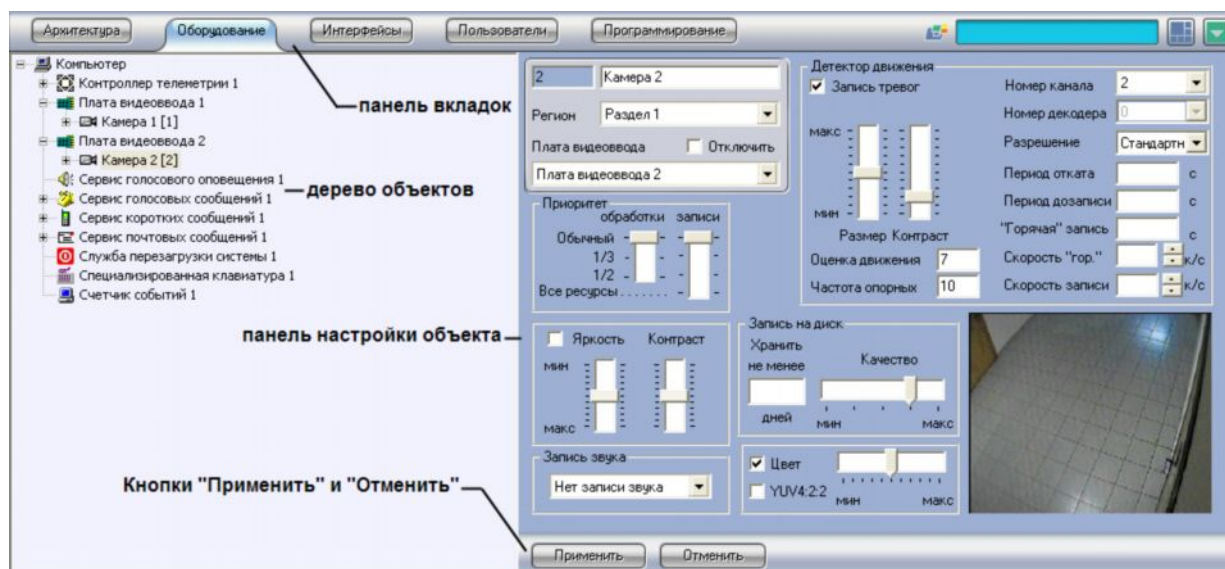 Архитектура Оборудование Интерфейсы Пользователи Программирование
Компьютер
Контроллер телеметрии 1
Плата видеоввода 1
Камера 1 [1]
Плата видеоввода 2
Камера 2 [2]
Сервис голосового оповещения 1
Сервис голосовых сообщений 1
Сервис коротких сообщений 1
Сервис почтовых сообщений 1
Служба перезагрузки системы 1
Специализированная клавиатура 1
Счетчик событий 1
панель вкладок
дерево объектов
панель настройки объекта
Кнопки "Применить" и "Отменить"
2 Камера 2
Регион Раздел 1
Плата видеоввода Отключить
Плата видеоввода 2
Приоритет
обработки записи
Обычный
1/3
1/2
Все ресурсы......
Яркость Контраст
мин
макс
Запись звука
Нет записи звука
Детектор движения
Запись тревог
макс
мин
Размер Контраст
Оценка движения 7
Частота опорных 10
Номер канала 2
Номер декодера 0
Разрешение Стандартн
Период отката с
Период дозаписи с
"Горячая" запись с
Скорость "гор." к/с
Скорость записи к/с
Запись на диск
Хранить
не менее
дней
Качество
мин макс
Цвет
YUV4:2:2
мин макс
Применить Отменить